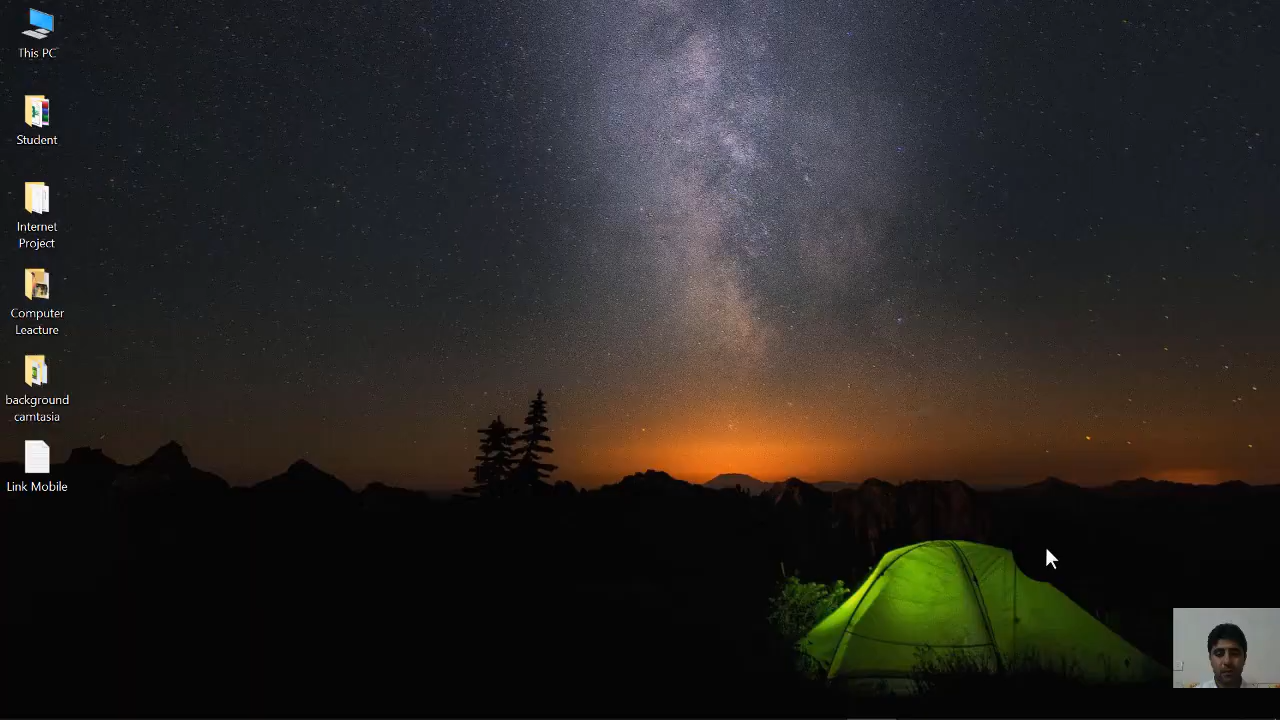 This PC
Student
Internet
Project
Computer
Leacture
background
camtasia
Link Mobile